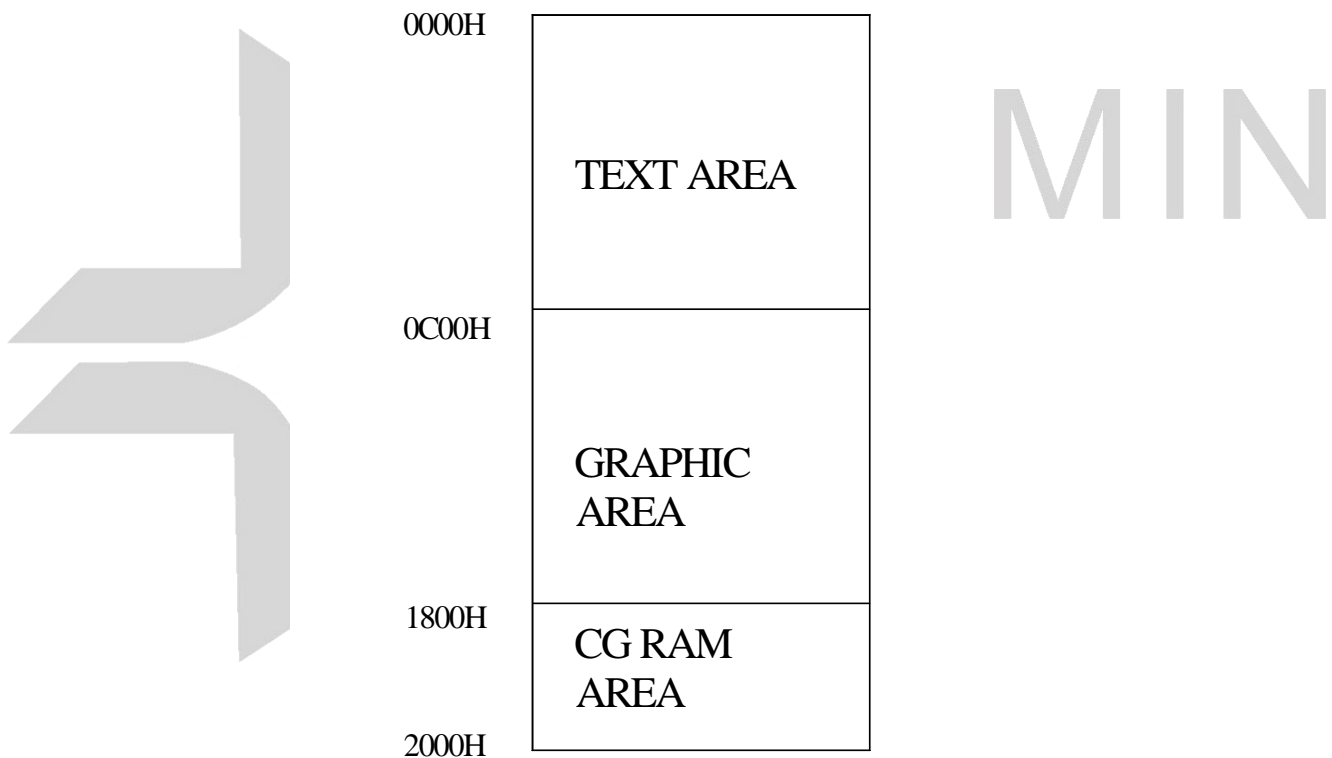 0000H
MIN
TEXT AREA
0C00H
GRAPHIC
AREA
1800H
CG RAM
AREA
2000H